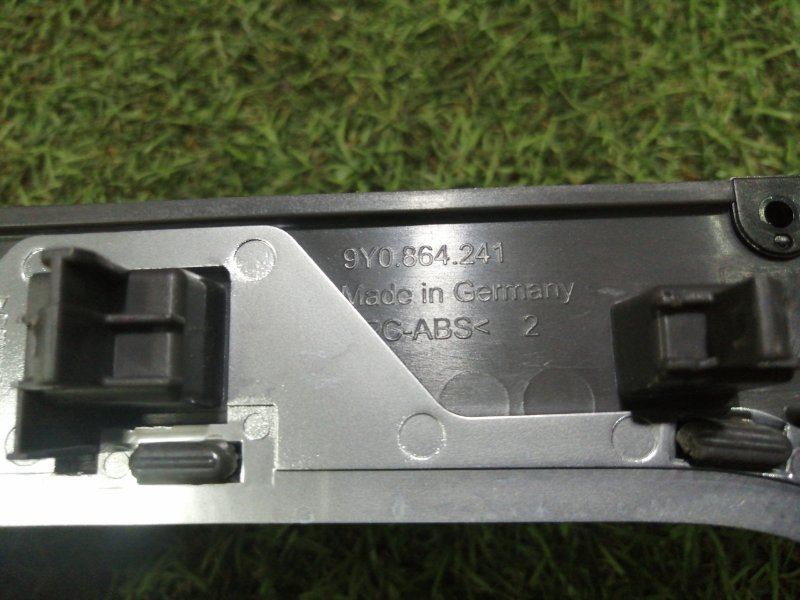 9Y0.864.241
Made in Germany
C-ABS< 2